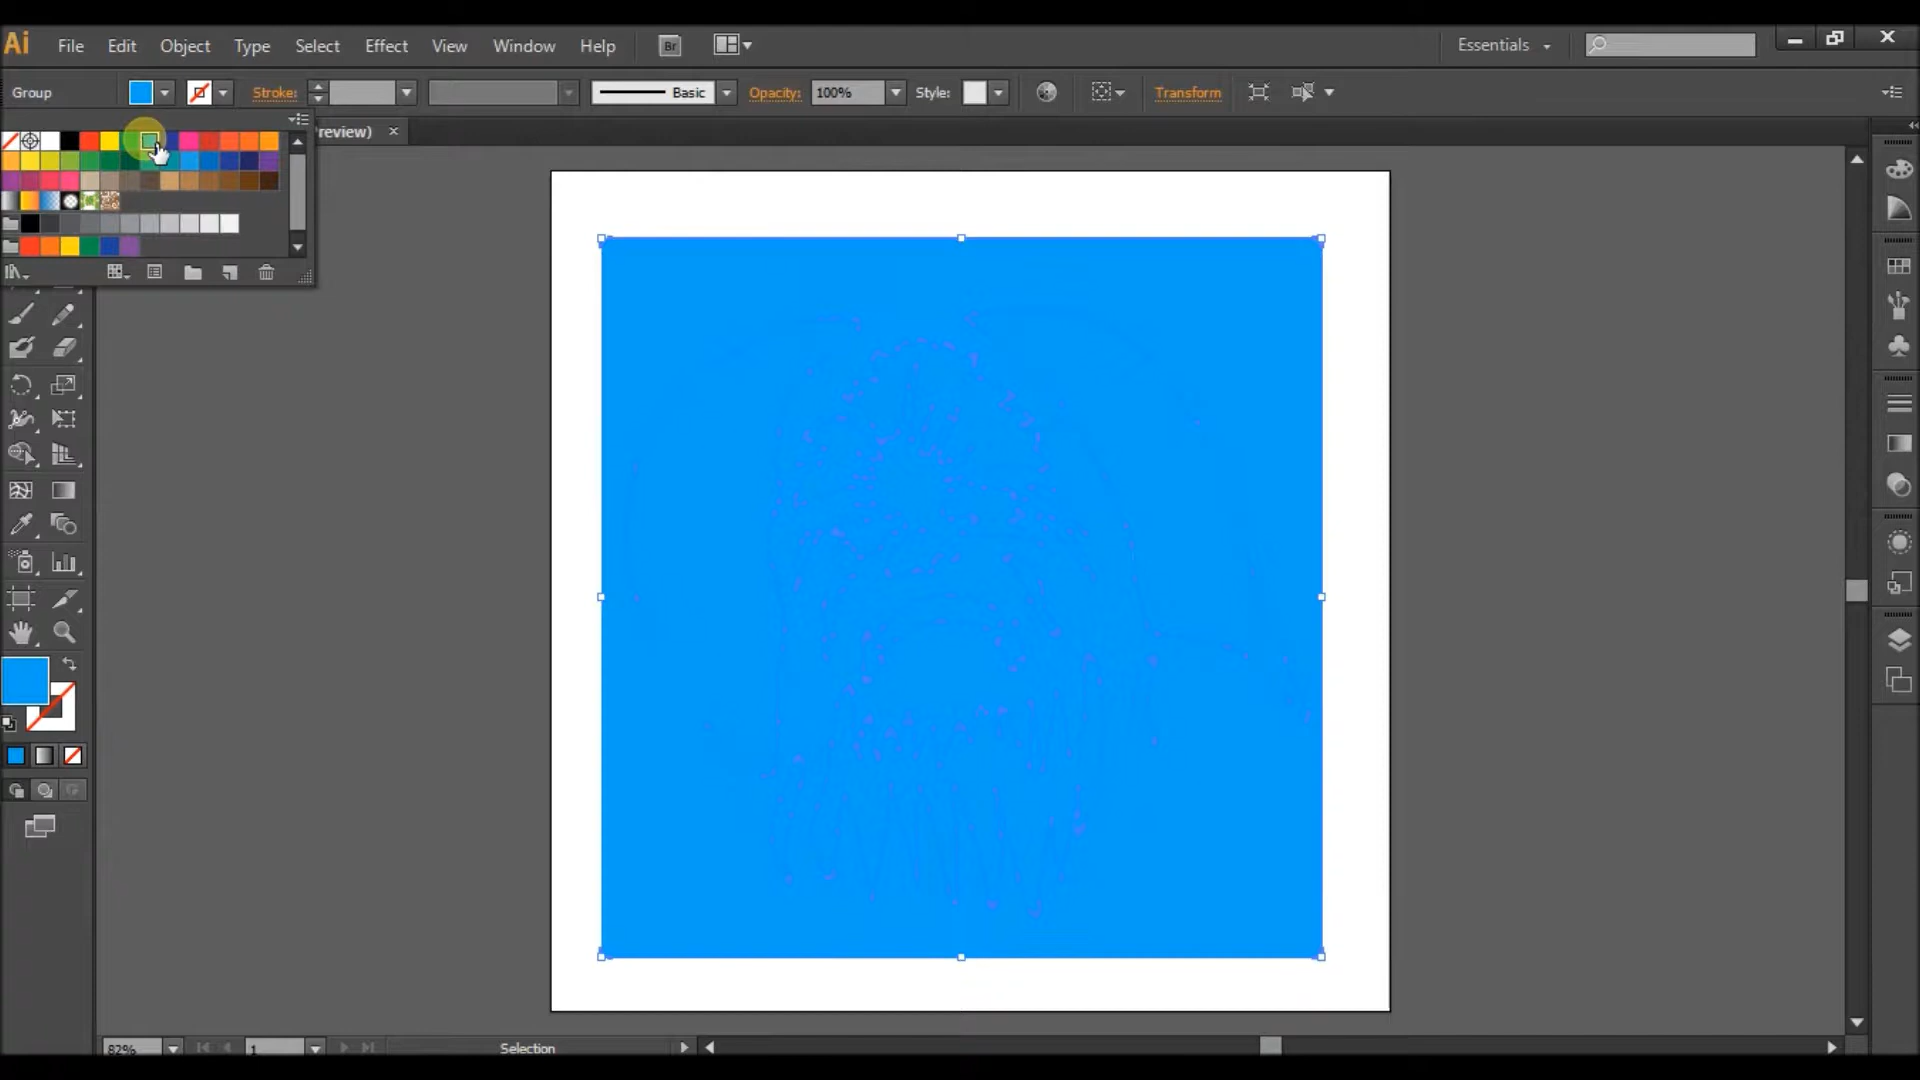 Ai File Edit Object Type Select Effect View Window Help Br Essentials
Group Stroke: Basic Opacity: 100% Style: Transform
review) ×
82% 1 Selection